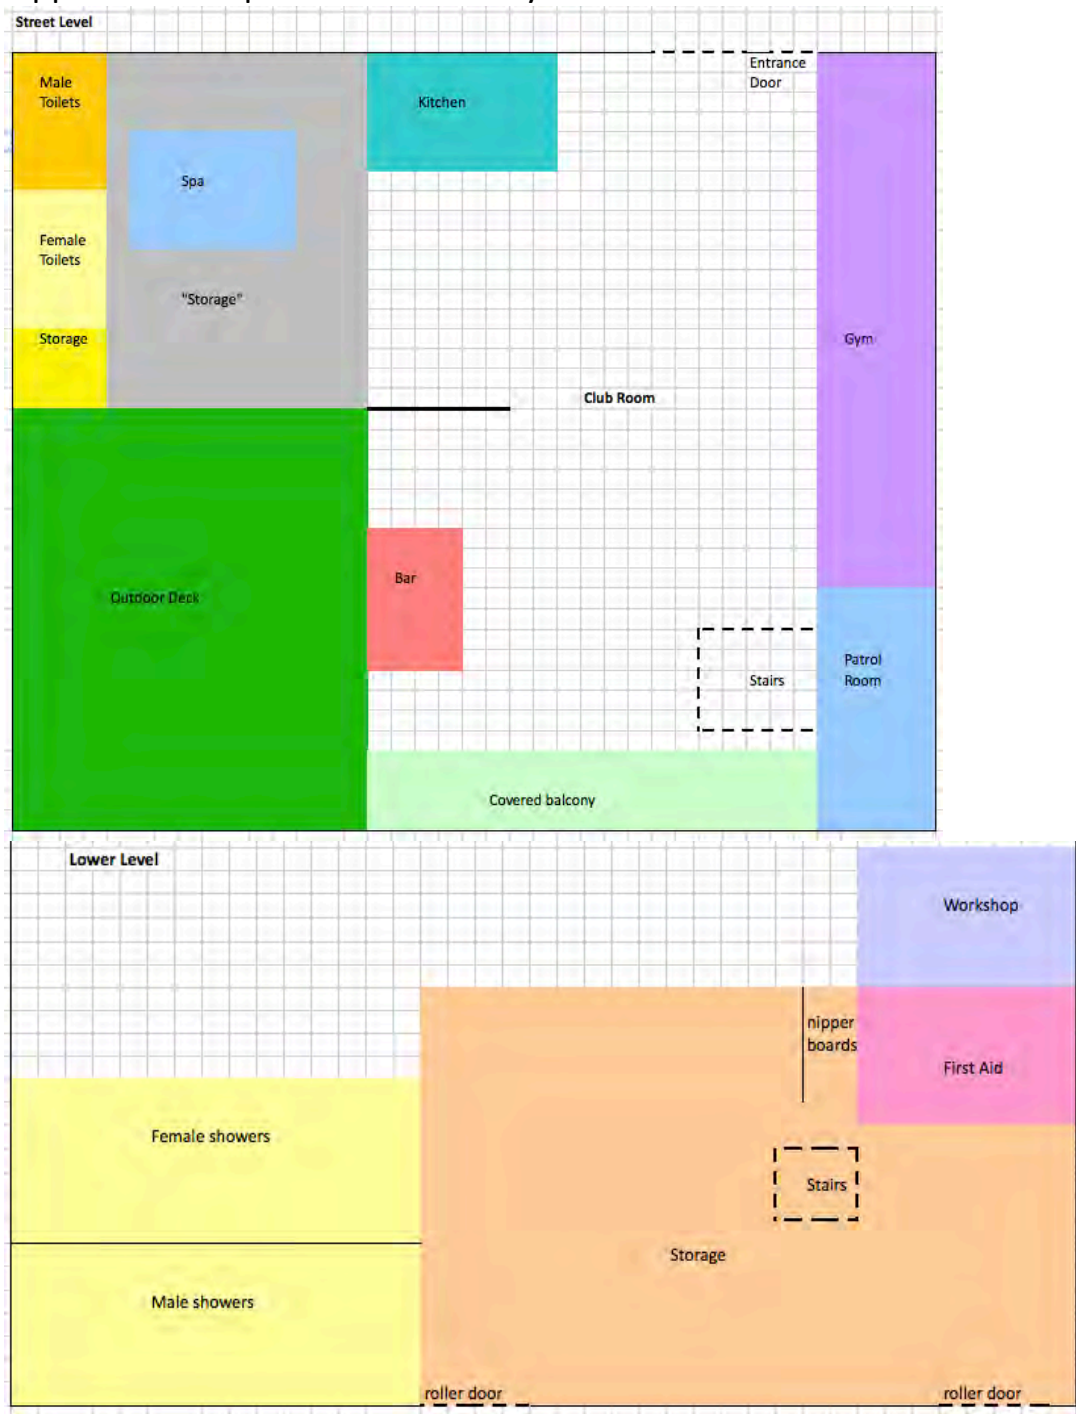 Street Level
Entrance
Door
Male
Toilets
Kitchen
Spa
Female
Toilets
"Storage"
Storage
Gym
Club Room
Bar
Outdoor Deck
Patrol
Room
Stairs
Covered balcony
Lower Level
Workshop
nipper
boards
First Aid
Female showers
Stairs
Storage
Male showers
roller door
roller door